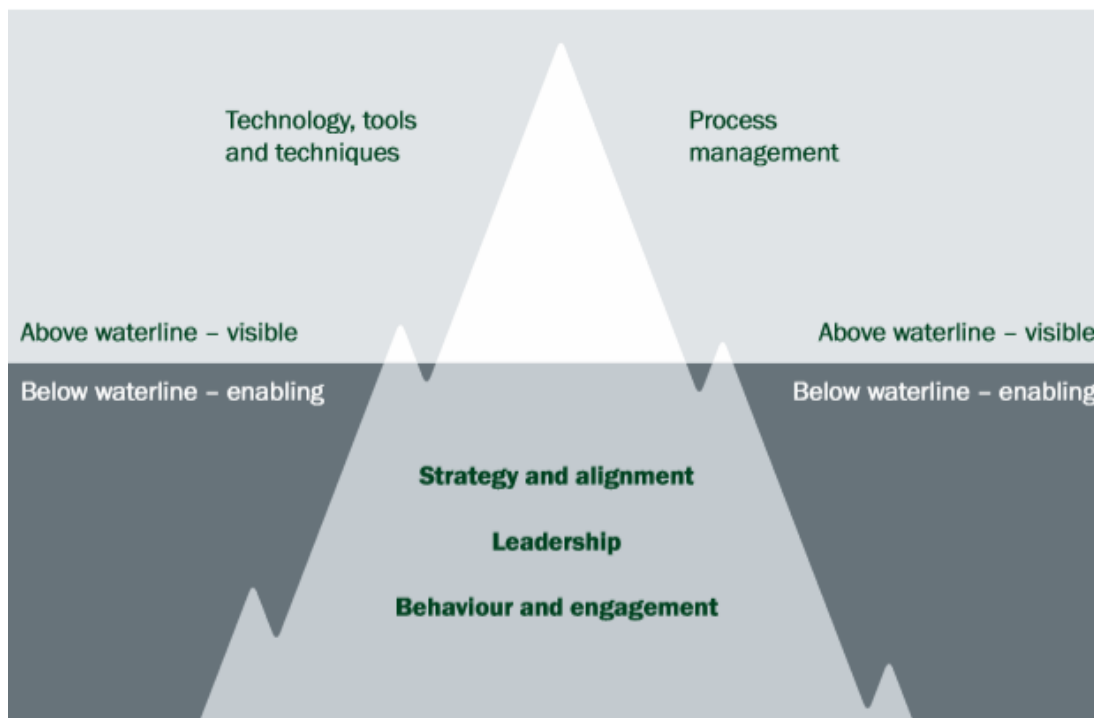 Technology, tools
and techniques
Process
management
Above waterline – visible
Above waterline – visible
Below waterline – enabling
Below waterline – enabling
Strategy and alignment
Leadership
Behaviour and engagement